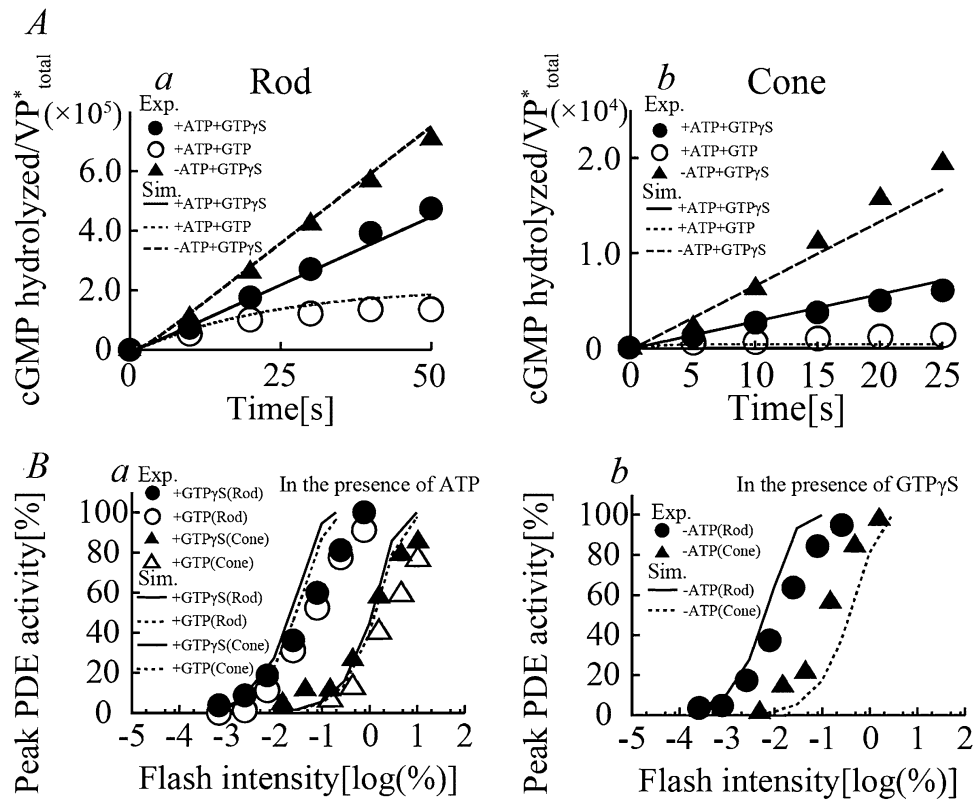 A
a Rod
cGMP hydrolyzed/VP*total
(×10⁵)
6.0
4.0
2.0
0
Exp.
+ATP+GTPγS
+ATP+GTP
-ATP+GTPγS
Sim.
+ATP+GTPγS
+ATP+GTP
-ATP+GTPγS
0 25 50
Time[s]
b Cone
cGMP hydrolyzed/VP*total
(×10⁴)
2.0
1.0
0
Exp.
+ATP+GTPγS
+ATP+GTP
-ATP+GTPγS
Sim.
+ATP+GTPγS
+ATP+GTP
-ATP+GTPγS
0 5 10 15 20 25
Time[s]
B
a
In the presence of ATP
Peak PDE activity[%]
100
80
60
40
20
0
Exp.
+GTPγS(Rod)
+GTP(Rod)
+GTPγS(Cone)
+GTP(Cone)
Sim.
+GTPγS(Rod)
+GTP(Rod)
+GTPγS(Cone)
+GTP(Cone)
-5 -4 -3 -2 -1 0 1 2
Flash intensity[log(%)]
b
In the presence of GTPγS
Peak PDE activity[%]
100
80
60
40
20
0
Exp.
-ATP(Rod)
-ATP(Cone)
Sim.
-ATP(Rod)
-ATP(Cone)
-5 -4 -3 -2 -1 0 1 2
Flash intensity[log(%)]